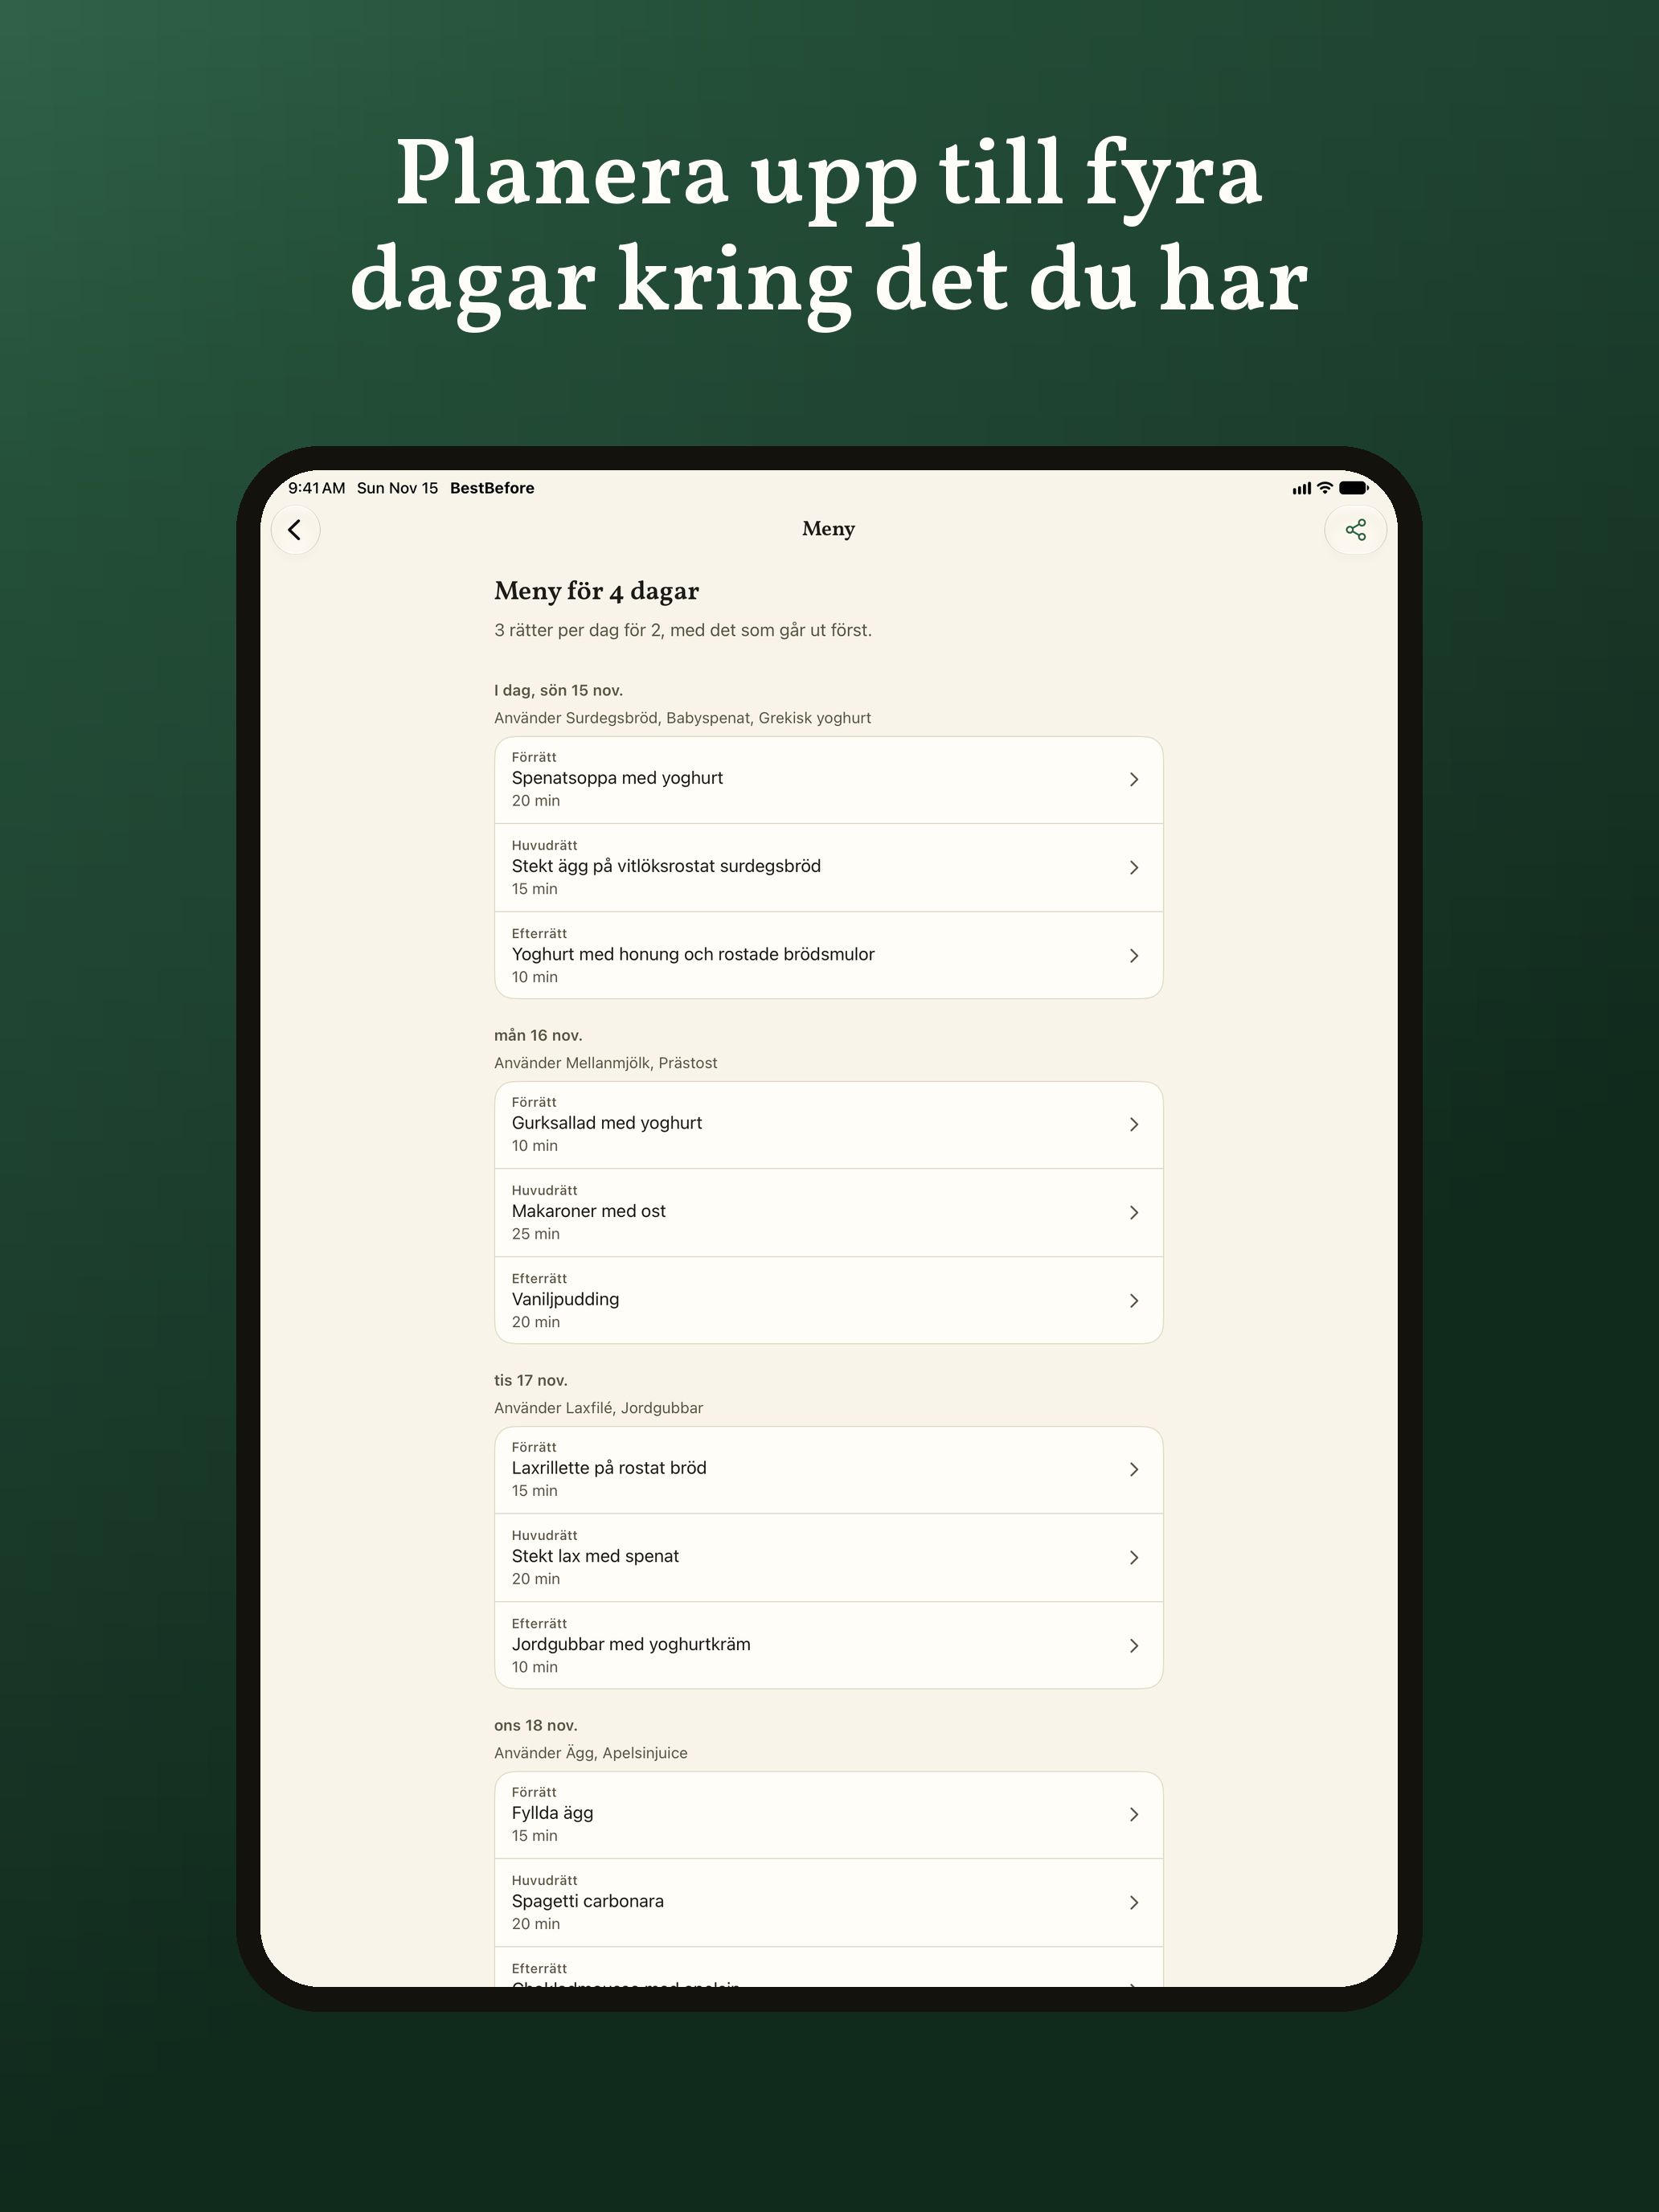 Planera upp till fyra
dagar kring det du har
9:41 AM Sun Nov 15 BestBefore
Meny
Meny för 4 dagar
3 rätter per dag för 2, med det som går ut först.
I dag, sön 15 nov.
Använder Surdegsbröd, Babyspenat, Grekisk yoghurt
Förrätt
Spenatsoppa med yoghurt
20 min
Huvudrätt
Stekt ägg på vitlöksrostat surdegsbröd
15 min
Efterrätt
Yoghurt med honung och rostade brödsmulor
10 min
mån 16 nov.
Använder Mellanmjölk, Prästost
Förrätt
Gurksallad med yoghurt
10 min
Huvudrätt
Makaroner med ost
25 min
Efterrätt
Vaniljpudding
20 min
tis 17 nov.
Använder Laxfilé, Jordgubbar
Förrätt
Laxrillette på rostat bröd
15 min
Huvudrätt
Stekt lax med spenat
20 min
Efterrätt
Jordgubbar med yoghurtkräm
10 min
ons 18 nov.
Använder Ägg, Apelsinjuice
Förrätt
Fyllda ägg
15 min
Huvudrätt
Spagetti carbonara
20 min
Efterrätt